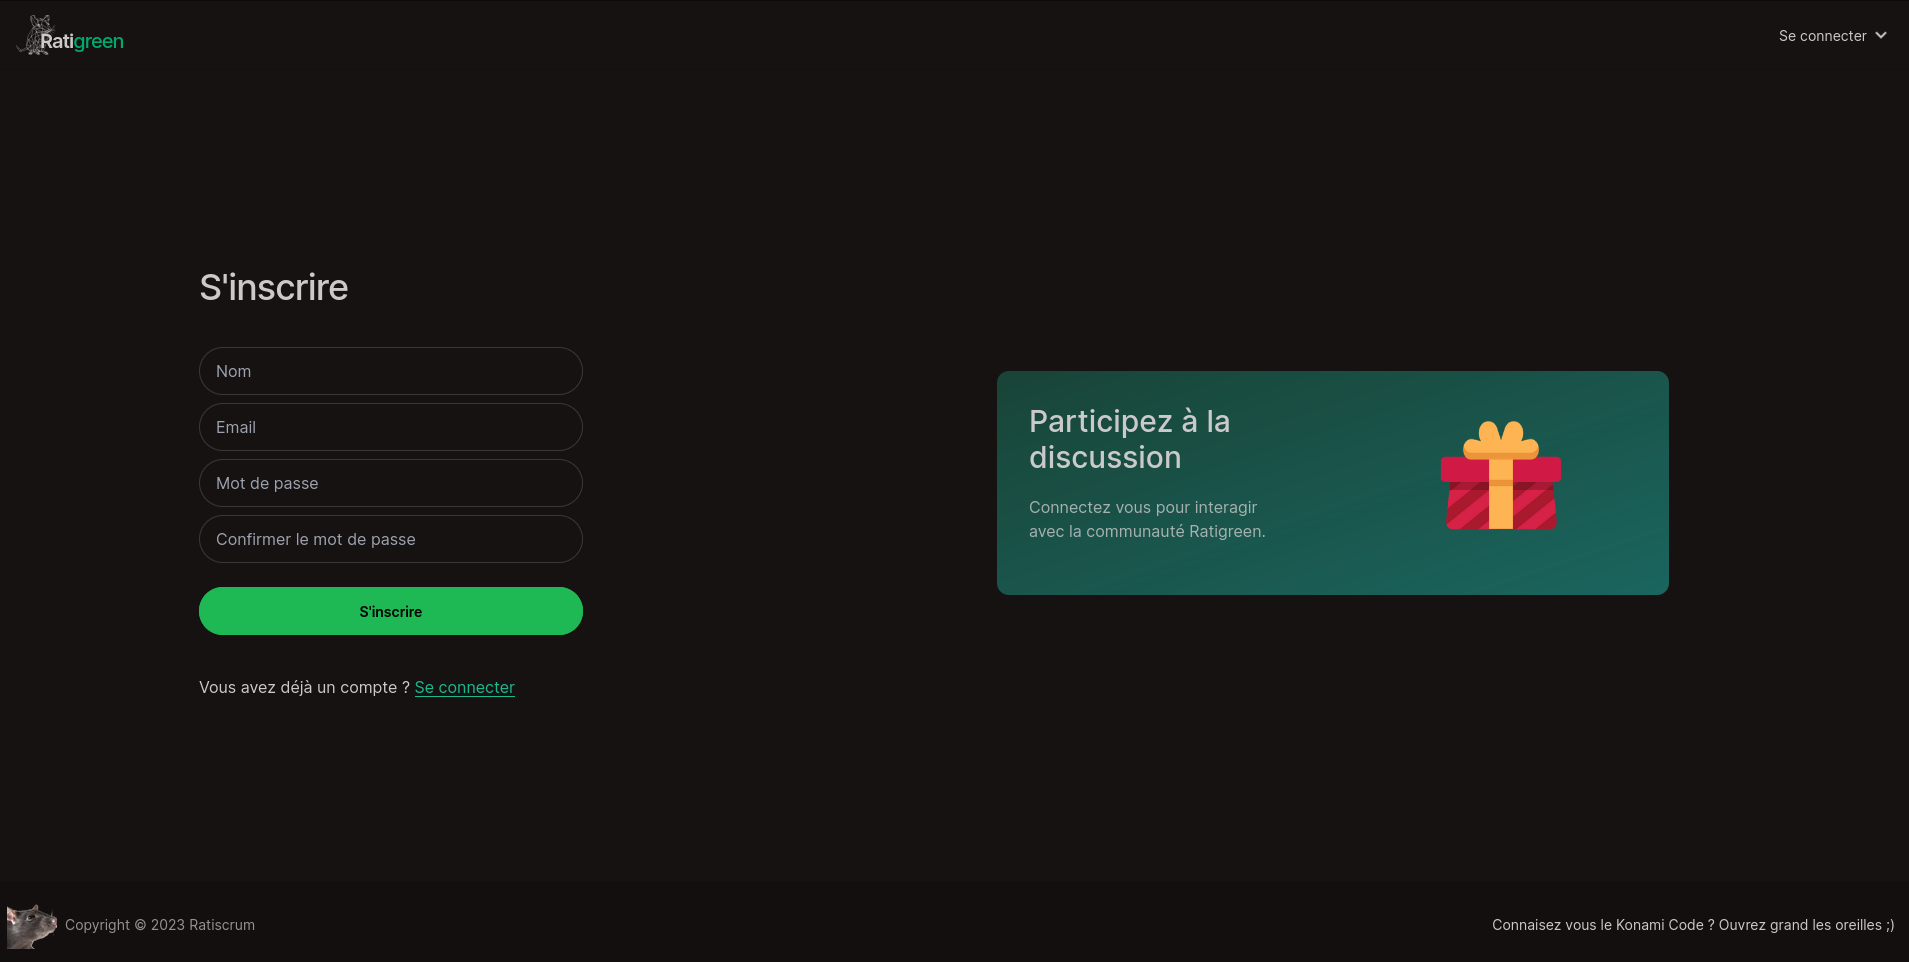 Ratigreen
Se connecter
S'inscrire
Nom
Email
Mot de passe
Confirmer le mot de passe
S'inscrire
Vous avez déjà un compte ? Se connecter
Participez à la
discussion
Connectez vous pour interagir
avec la communauté Ratigreen.
Copyright © 2023 Ratiscrum
Connaisez vous le Konami Code ? Ouvrez grand les oreilles ;)